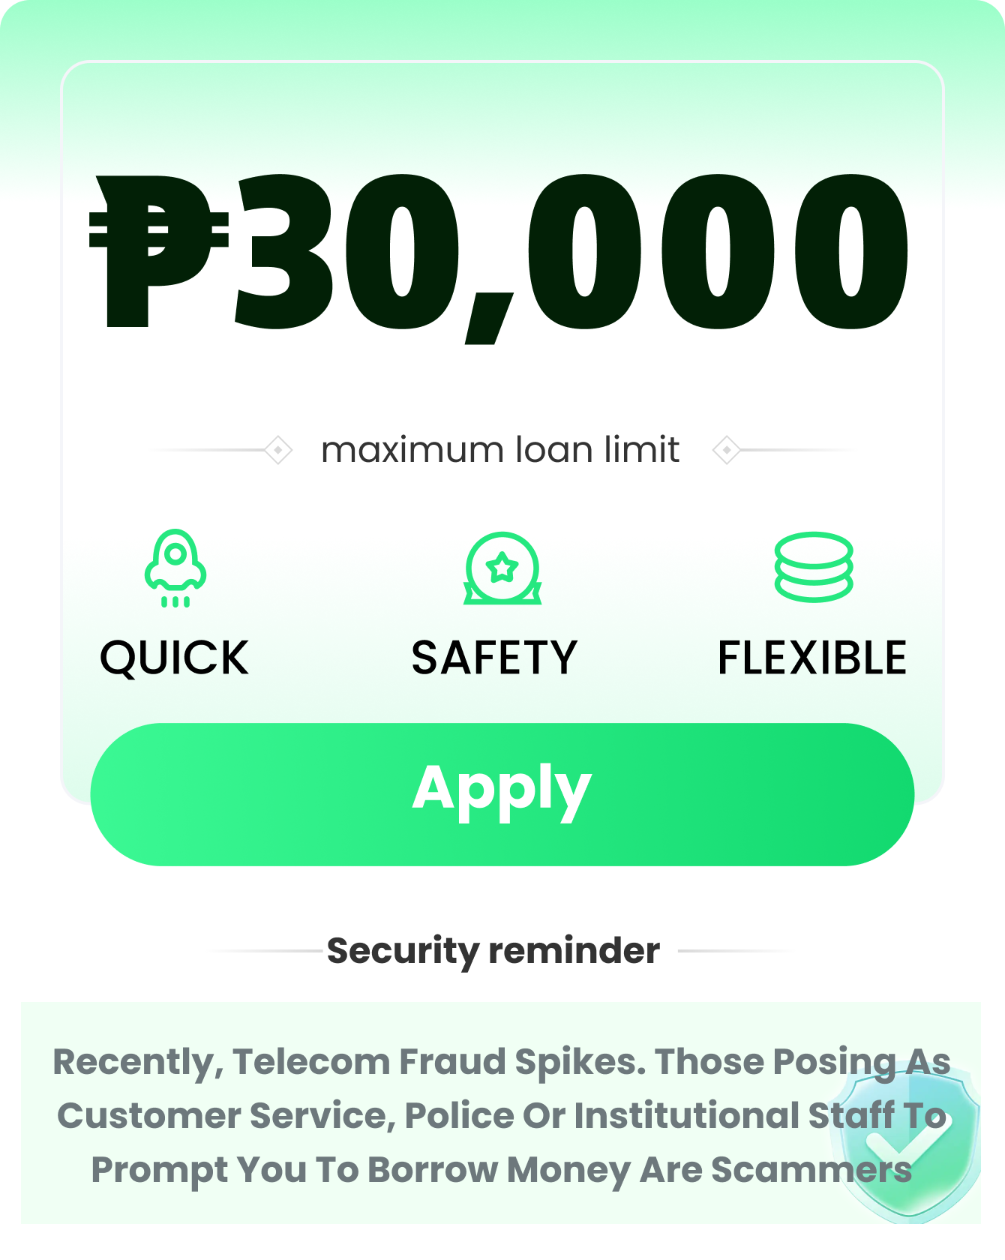 ₱30,000
maximum loan limit
QUICK SAFETY FLEXIBLE
Apply
Security reminder
Recently, Telecom Fraud Spikes. Those Posing As
Customer Service, Police Or Institutional Staff To
Prompt You To Borrow Money Are Scammers